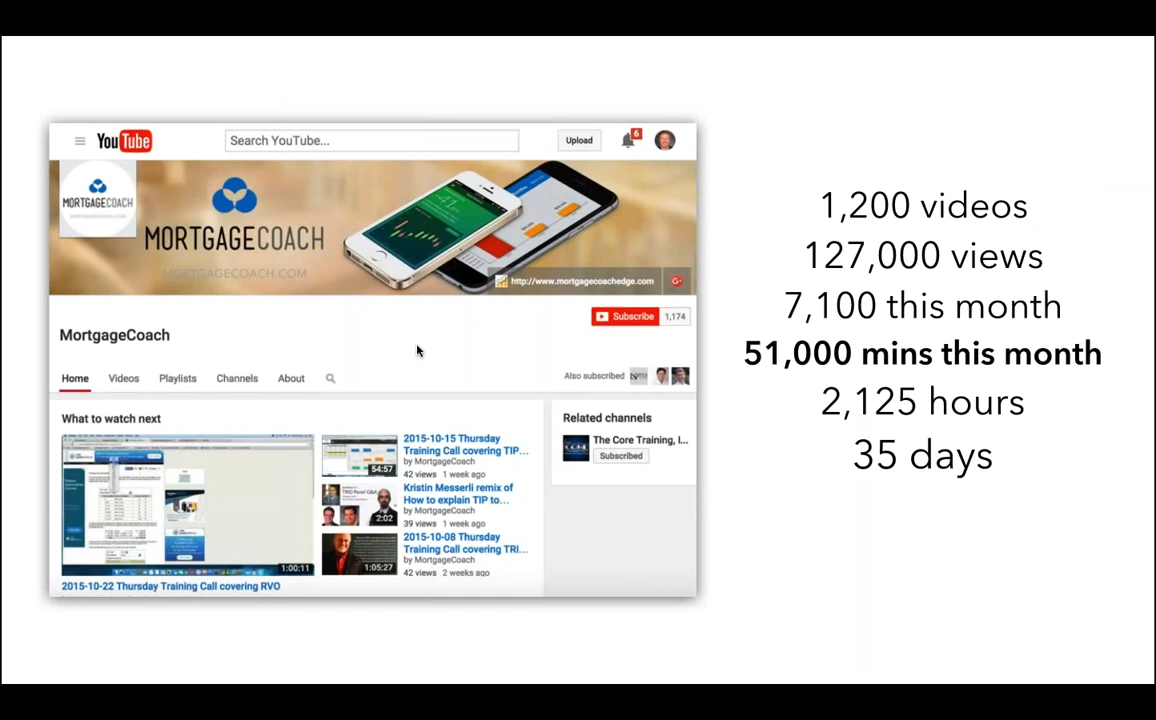 YouTube
Search YouTube...
Upload
6
MORTGAGECOACH
MORTGAGECOACH.COM
MORTGAGECOACH
MORTGAGECOACH.COM
http://www.mortgagecoachedge.com
G+
MortgageCoach
Subscribe 1,174
Home Videos Playlists Channels About
Also subscribed
What to watch next
2015-10-15 Thursday
Training Call covering TIP...
by MortgageCoach
42 views 1 week ago
54:57
Kristin Messerli remix of
How to explain TIP to...
by MortgageCoach
39 views 1 week ago
TRID Panel Q&A
2:02
2015-10-08 Thursday
Training Call covering TRI...
by MortgageCoach
42 views 2 weeks ago
1:05:27
1:00:11
2015-10-22 Thursday Training Call covering RVO
Related channels
The Core Training, I...
Subscribed
1,200 videos
127,000 views
7,100 this month
51,000 mins this month
2,125 hours
35 days